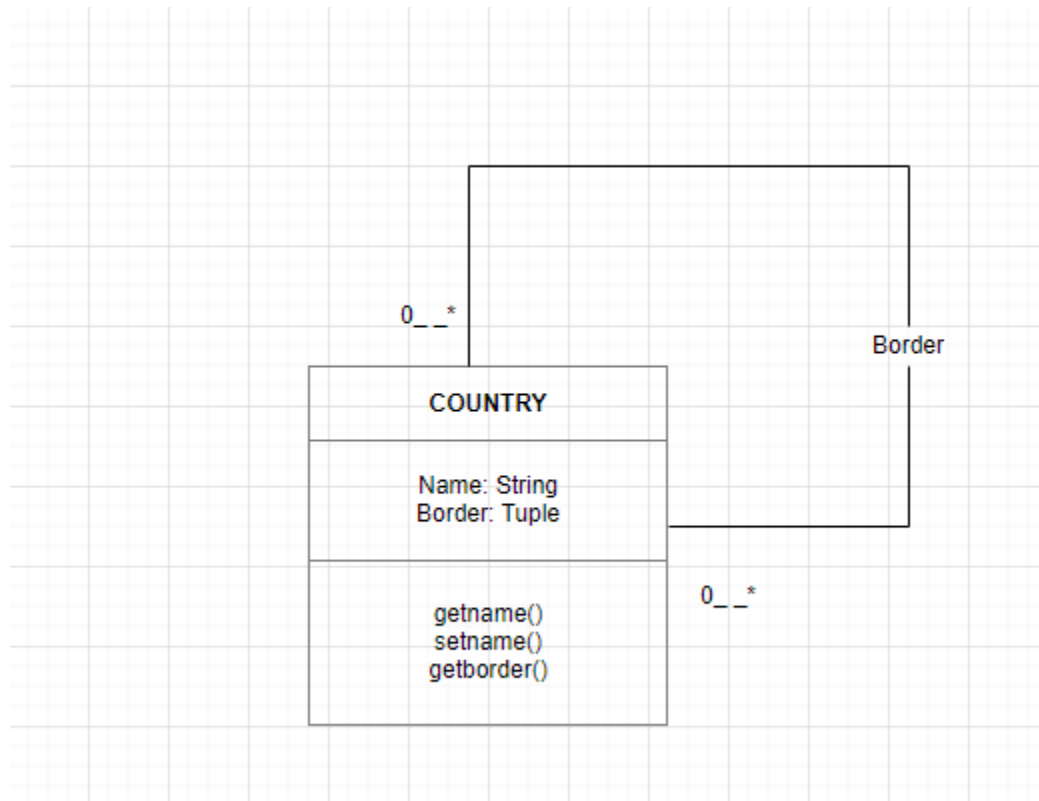 0_ _*
Border
COUNTRY
Name: String
Border: Tuple
0_ _*
getname()
setname()
getborder()